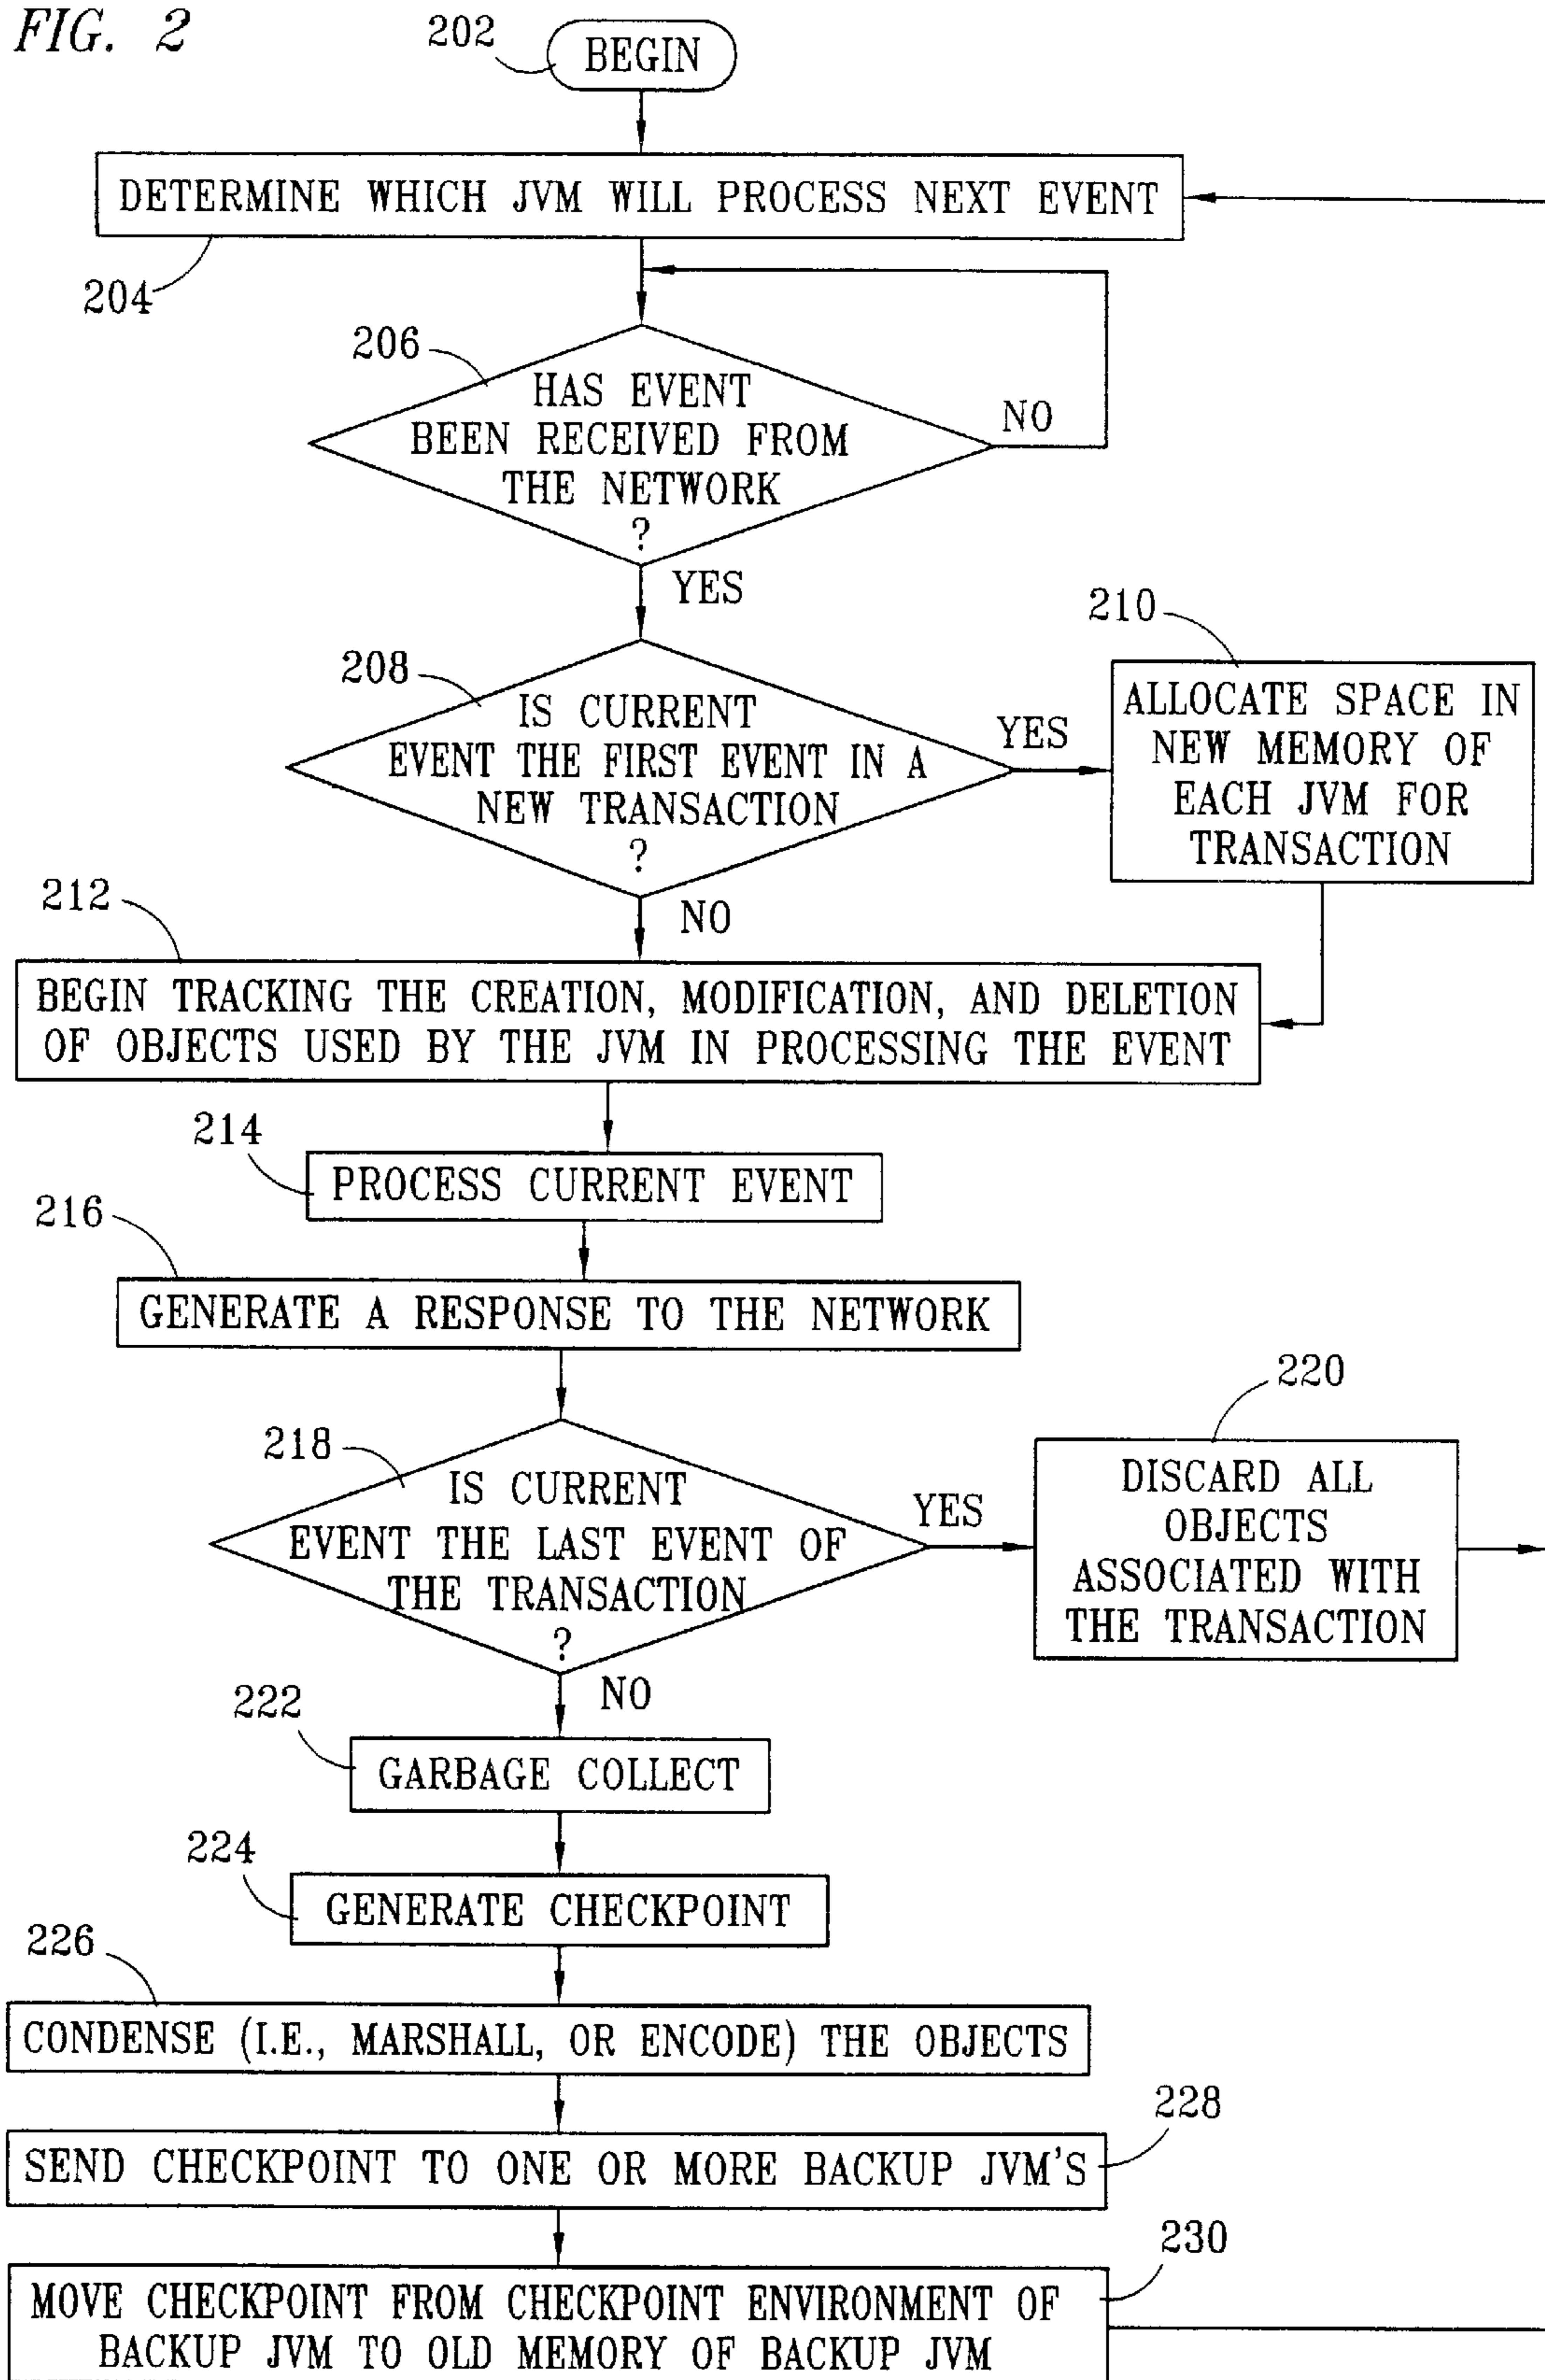 FIG. 2
202
BEGIN
DETERMINE WHICH JVM WILL PROCESS NEXT EVENT
204
206
HAS EVENT
BEEN RECEIVED FROM
THE NETWORK
?
NO
YES
208
IS CURRENT
EVENT THE FIRST EVENT IN A
NEW TRANSACTION
?
YES
210
ALLOCATE SPACE IN
NEW MEMORY OF
EACH JVM FOR
TRANSACTION
NO
212
BEGIN TRACKING THE CREATION, MODIFICATION, AND DELETION
OF OBJECTS USED BY THE JVM IN PROCESSING THE EVENT
214
PROCESS CURRENT EVENT
216
GENERATE A RESPONSE TO THE NETWORK
218
IS CURRENT
EVENT THE LAST EVENT OF
THE TRANSACTION
?
YES
220
DISCARD ALL
OBJECTS
ASSOCIATED WITH
THE TRANSACTION
NO
222
GARBAGE COLLECT
224
GENERATE CHECKPOINT
226
CONDENSE (I.E., MARSHALL, OR ENCODE) THE OBJECTS
228
SEND CHECKPOINT TO ONE OR MORE BACKUP JVM'S
230
MOVE CHECKPOINT FROM CHECKPOINT ENVIRONMENT OF
BACKUP JVM TO OLD MEMORY OF BACKUP JVM